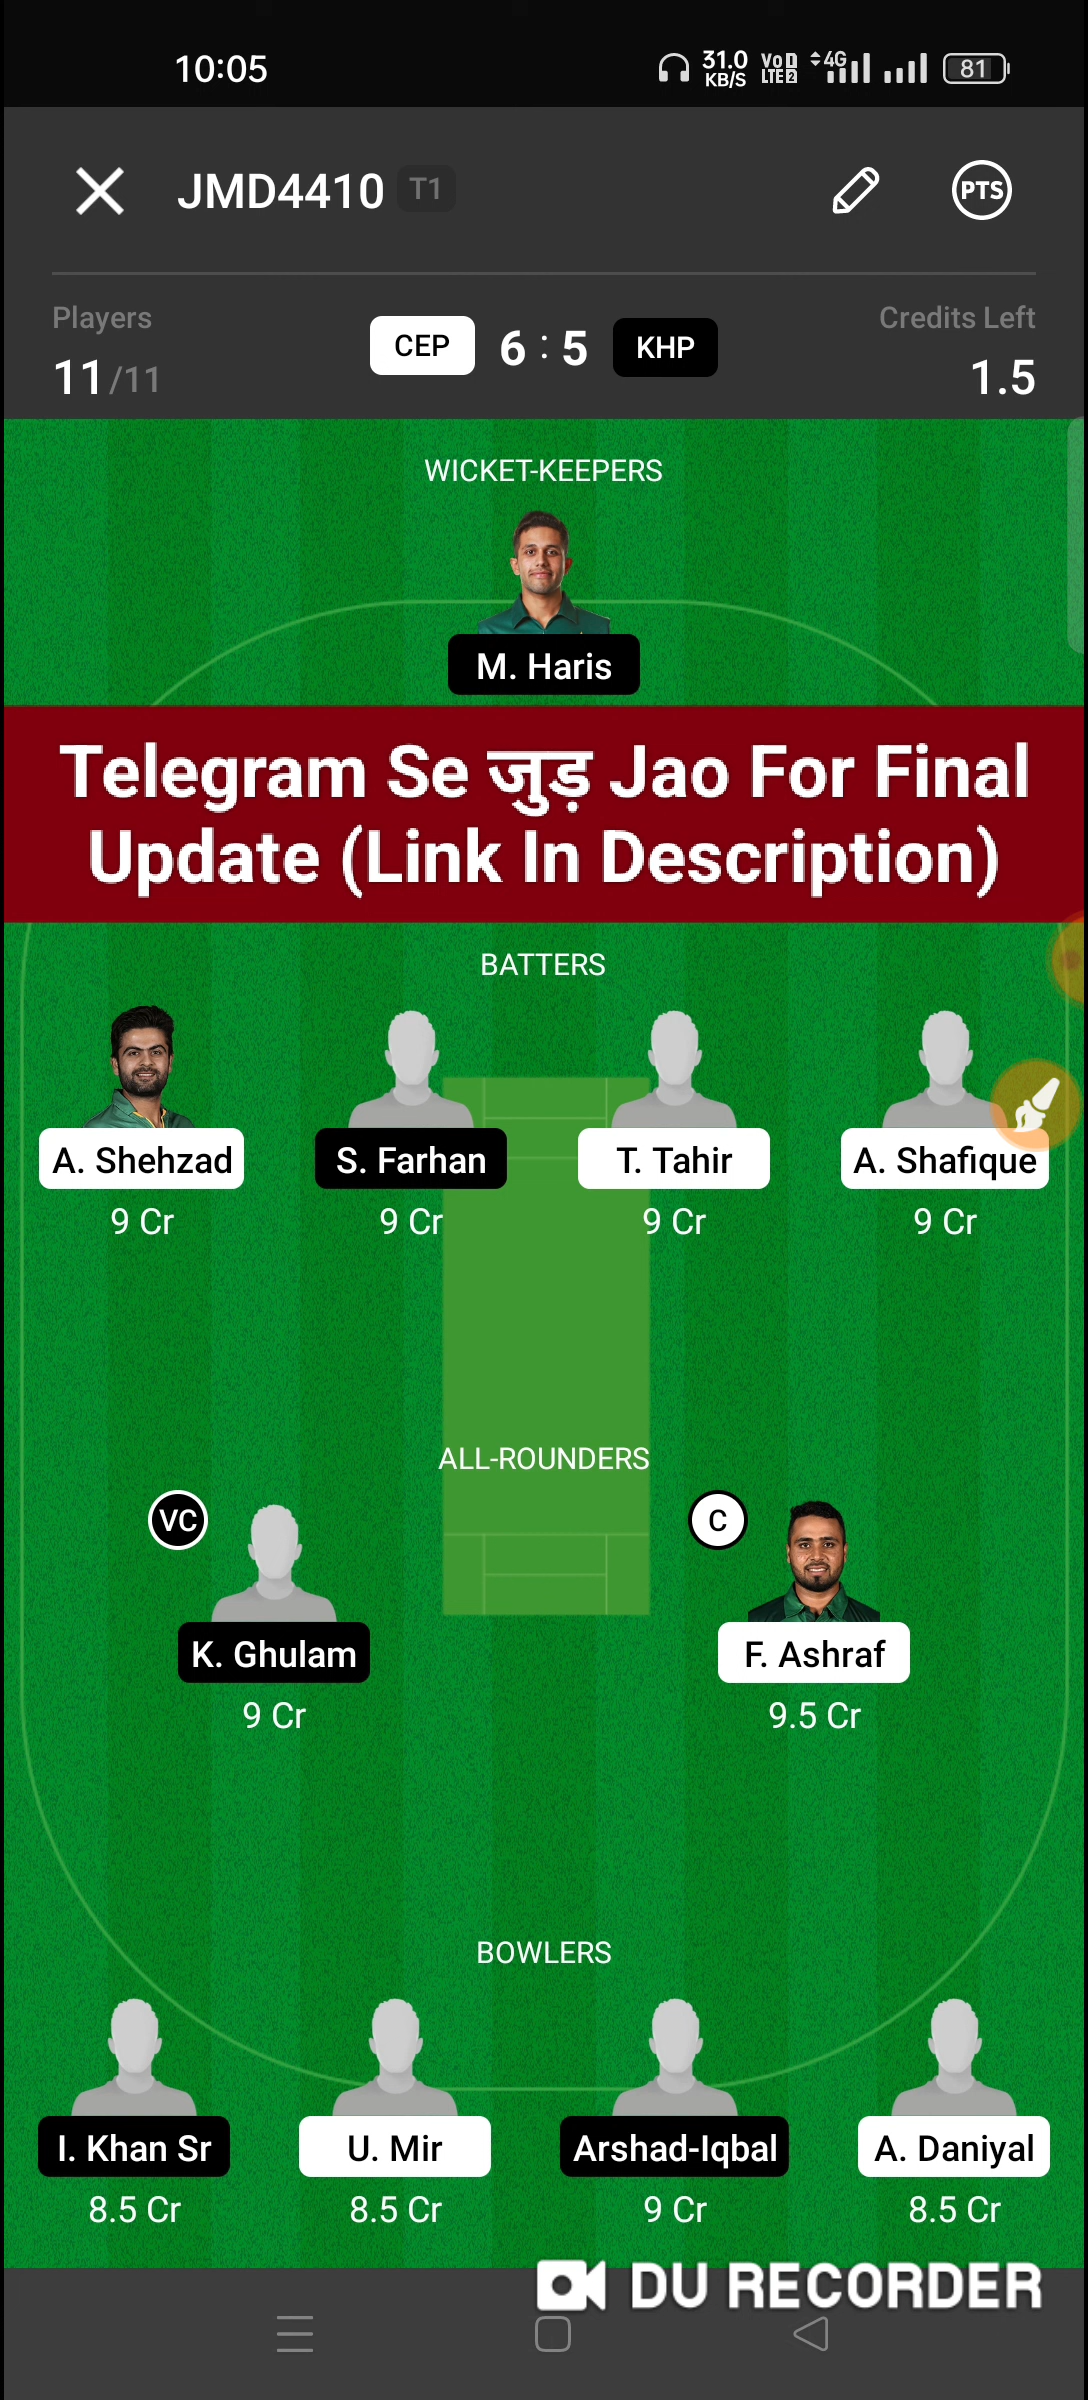 10:05
31.0 KB/S
Vo D LTE 2
4G
81
JMD4410 T1
PTS
Players
Credits Left
11/11
CEP 6 : 5 KHP
1.5
WICKET-KEEPERS
M. Haris
Telegram Se जुड़ Jao For Final
Update (Link In Description)
BATTERS
A. Shehzad S. Farhan T. Tahir A. Shafique
9 Cr 9 Cr 9 Cr 9 Cr
ALL-ROUNDERS
VC C
K. Ghulam F. Ashraf
9 Cr 9.5 Cr
BOWLERS
I. Khan Sr U. Mir Arshad-Iqbal A. Daniyal
8.5 Cr 8.5 Cr 9 Cr 8.5 Cr
DU RECORDER